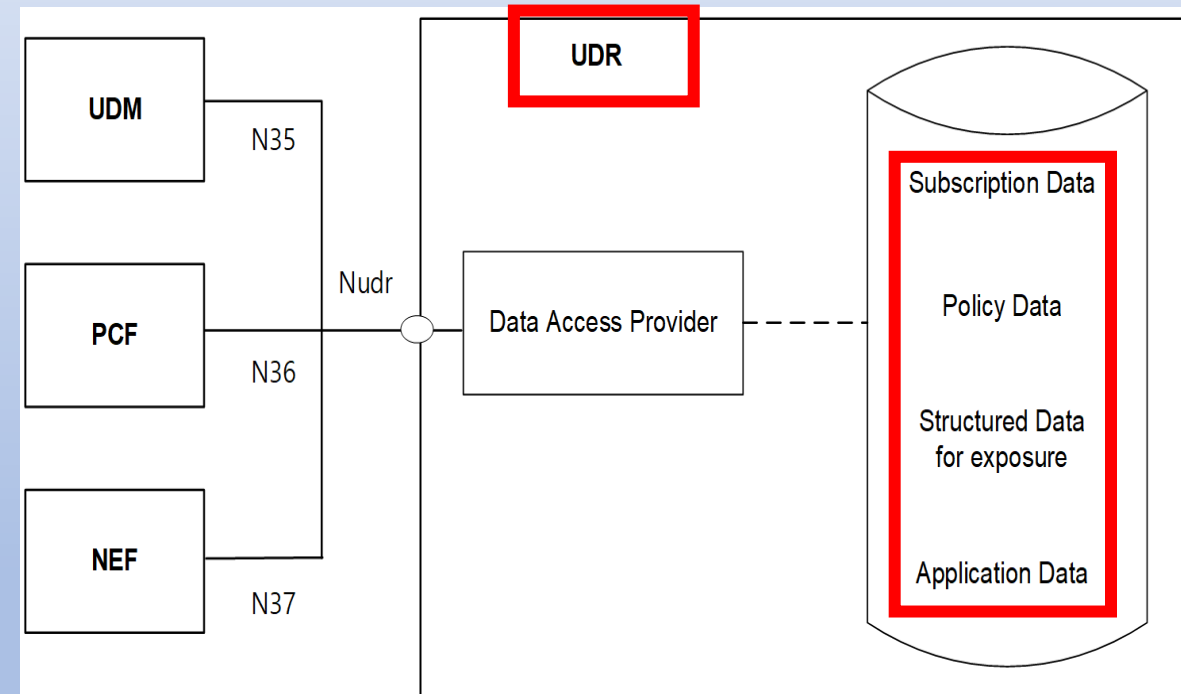 UDR
UDM
N35
Subscription Data
Nudr
Policy Data
Data Access Provider
PCF
N36
Structured Data
for exposure
NEF
Application Data
N37